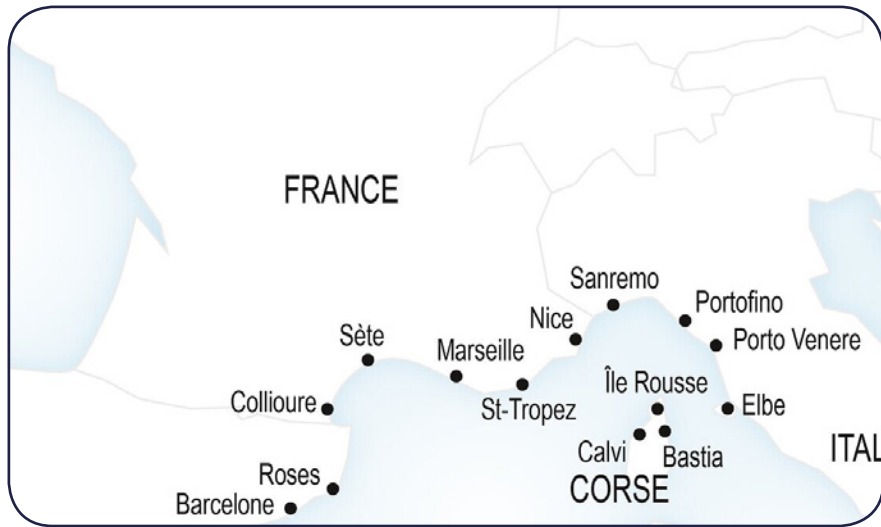 FRANCE
Sanremo
Portofino
Nice
Porto Venere
Sète
Marseille
Île Rousse
St-Tropez
Elbe
Collioure
Calvi
Bastia
ITAL
Roses
CORSE
Barcelone